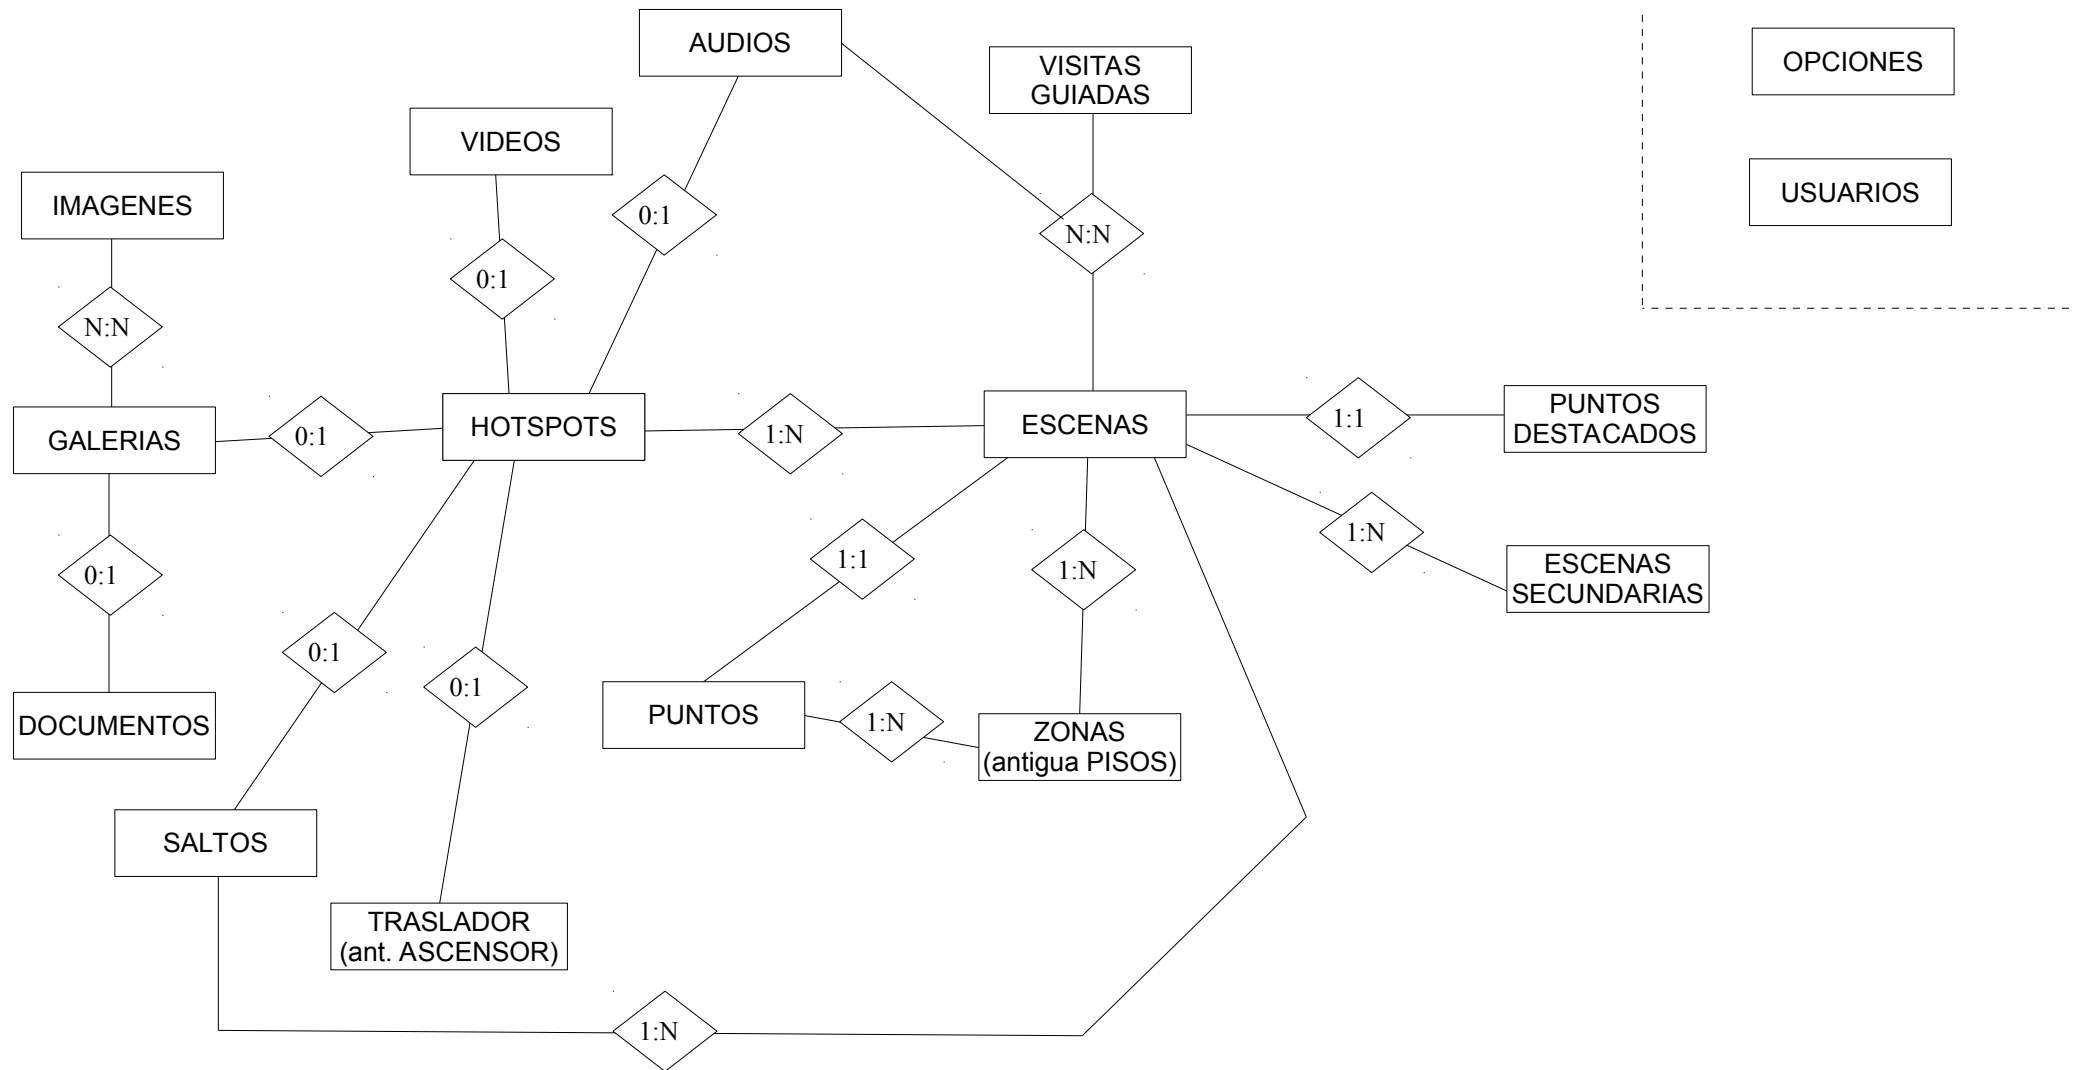 AUDIOS
VISITAS
GUIADAS
OPCIONES
VIDEOS
IMAGENES
USUARIOS
0:1
N:N
0:1
N:N
GALERIAS
0:1
HOTSPOTS
1:N
ESCENAS
1:1
PUNTOS
DESTACADOS
0:1
1:1
1:N
1:N
ESCENAS
SECUNDARIAS
0:1
0:1
DOCUMENTOS
PUNTOS
1:N
ZONAS
(antigua PISOS)
SALTOS
TRASLADOR
(ant. ASCENSOR)
1:N